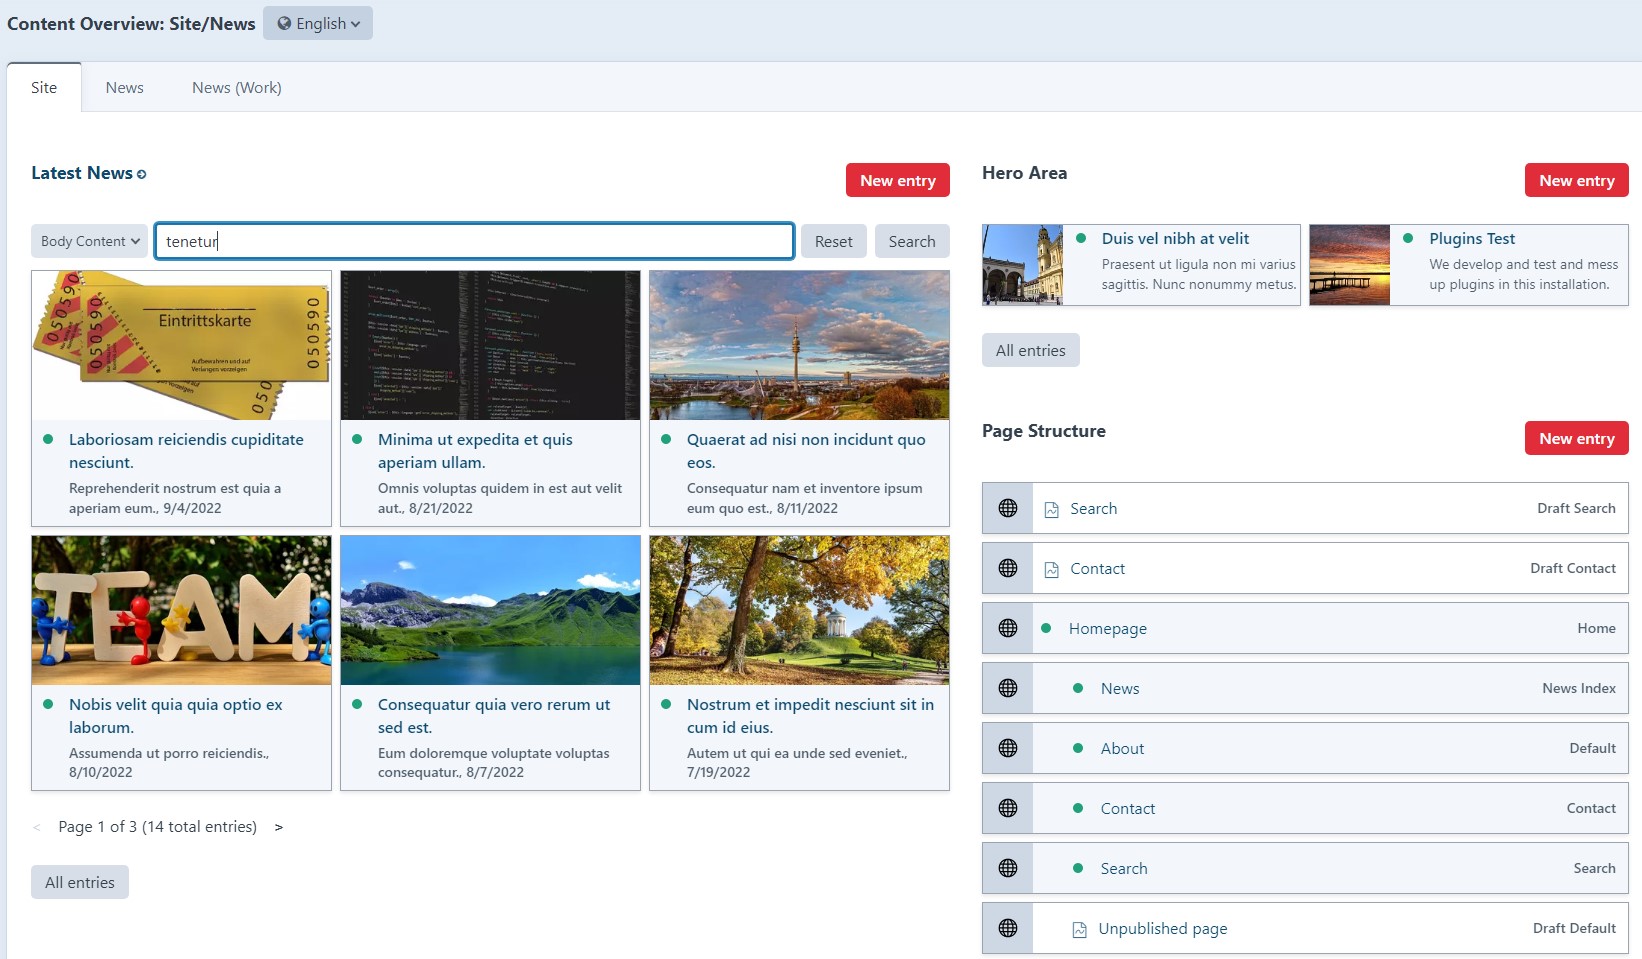 Content Overview: Site/News
English
Site
News
News (Work)
Latest News
New entry
Body Content
tenetur
Reset
Search
050590
050590
Eintrittskarte
Aufbewahren und auf
Verlangen vorzeigen
050590
Laboriosam reiciendis cupiditate
nesciunt.
Reprehenderit nostrum est quia a
aperiam eum., 9/4/2022
Minima ut expedita et quis
aperiam ullam.
Omnis voluptas quidem in est aut velit
aut., 8/21/2022
Quaerat ad nisi non incidunt quo
eos.
Consequatur nam et inventore ipsum
eum quo est., 8/11/2022
TEAM
Nobis velit quia quia optio ex
laborum.
Assumenda ut porro reiciendis.,
8/10/2022
Consequatur quia vero rerum ut
sed est.
Eum doloremque voluptate voluptas
consequatur., 8/7/2022
Nostrum et impedit nesciunt sit in
cum id eius.
Autem ut qui ea unde sed eveniet.,
7/19/2022
< Page 1 of 3 (14 total entries) >
All entries
Hero Area
New entry
Duis vel nibh at velit
Praesent ut ligula non mi varius
sagittis. Nunc nonummy metus.
Plugins Test
We develop and test and mess
up plugins in this installation.
All entries
Page Structure
New entry
Search
Draft Search
Contact
Draft Contact
Homepage
Home
News
News Index
About
Default
Contact
Contact
Search
Search
Unpublished page
Draft Default